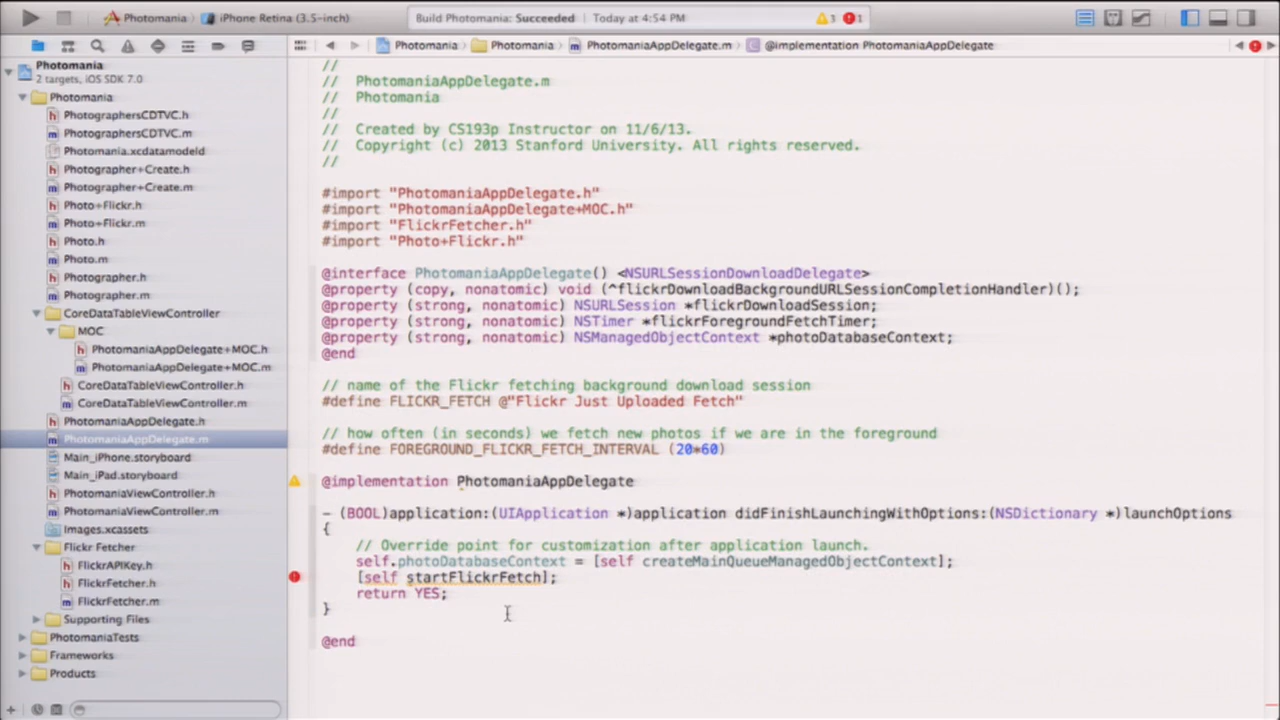 Photomania
iPhone Retina (3.5-inch)
Build Photomania: Succeeded
Today at 4:54 PM
3
1
Photomania
Photomania
PhotomaniaAppDelegate.m
@implementation PhotomaniaAppDelegate
Photomania
2 targets, iOS SDK 7.0
Photomania
PhotographersCDTVC.h
PhotographersCDTVC.m
Photomania.xcdatamodeld
Photographer+Create.h
Photographer+Create.m
Photo+Flickr.h
Photo+Flickr.m
Photo.h
Photo.m
Photographer.h
Photographer.m
CoreDataTableViewController
MOC
PhotomaniaAppDelegate+MOC.h
PhotomaniaAppDelegate+MOC.m
CoreDataTableViewController.h
CoreDataTableViewController.m
PhotomaniaAppDelegate.h
PhotomaniaAppDelegate.m
Main_iPhone.storyboard
Main_iPad.storyboard
PhotomaniaViewController.h
PhotomaniaViewController.m
Images.xcassets
Flickr Fetcher
FlickrAPIKey.h
FlickrFetcher.h
FlickrFetcher.m
Supporting Files
PhotomaniaTests
Frameworks
Products
//
//  PhotomaniaAppDelegate.m
//  Photomania
//
//  Created by CS193p Instructor on 11/6/13.
//  Copyright (c) 2013 Stanford University. All rights reserved.
//
#import "PhotomaniaAppDelegate.h"
#import "PhotomaniaAppDelegate+MOC.h"
#import "FlickrFetcher.h"
#import "Photo+Flickr.h"
@interface PhotomaniaAppDelegate() <NSURLSessionDownloadDelegate>
@property (copy, nonatomic) void (^flickrDownloadBackgroundURLSessionCompletionHandler)();
@property (strong, nonatomic) NSURLSession *flickrDownloadSession;
@property (strong, nonatomic) NSTimer *flickrForegroundFetchTimer;
@property (strong, nonatomic) NSManagedObjectContext *photoDatabaseContext;
@end
// name of the Flickr fetching background download session
#define FLICKR_FETCH @"Flickr Just Uploaded Fetch"
// how often (in seconds) we fetch new photos if we are in the foreground
#define FOREGROUND_FLICKR_FETCH_INTERVAL (20*60)
@implementation PhotomaniaAppDelegate
- (BOOL)application:(UIApplication *)application didFinishLaunchingWithOptions:(NSDictionary *)launchOptions
{
// Override point for customization after application launch.
self.photoDatabaseContext = [self createMainQueueManagedObjectContext];
[self startFlickrFetch];
return YES;
}
@end